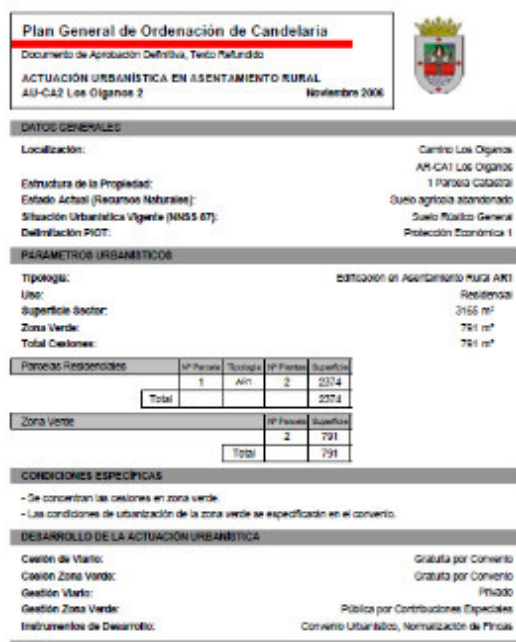 Plan General de Ordenación de Candelaria
Documento de Aprobación Definitiva, Texto Refundido
ACTUACIÓN URBANÍSTICA EN ASENTAMIENTO RURAL
AU-CA2 Los Olganos 2 Noviembre 2006
DATOS GENERALES
Localización: Camino Los Olganos
AR-CA1 Los Olganos
Estructura de la Propiedad: 1 Parcela Catastral
Estado Actual (Recursos Naturales): Suelo agrícola abandonado
Situación Urbanística Vigente (NNSS 87): Suelo Rústico General
Delimitación PIOT: Protección Económica 1
PARAMETROS URBANÍSTICOS
Tipología: Edificación en Asentamiento Rural AR1
Uso: Residencial
Superficie Sector: 3165 m²
Zona Verde: 791 m²
Total Cesiones: 791 m²
Parcelas Residenciales Nº Parcela Tipología Nº Plantas Superficie
1 AR1 2 2374
Total 2374
Zona Verde Nº Parcela Superficie
2 791
Total 791
CONDICIONES ESPECÍFICAS
- Se concentran las cesiones en zona verde.
- Las condiciones de urbanización de la zona verde se especificarán en el convenio.
DESARROLLO DE LA ACTUACIÓN URBANÍSTICA
Cesión de Viario: Gratuita por Convenio
Cesión Zona Verde: Gratuita por Convenio
Gestión Viario: Privado
Gestión Zona Verde: Pública por Contribuciones Especiales
Instrumentos de Desarrollo: Convenio Urbanístico, Normalización de Fincas